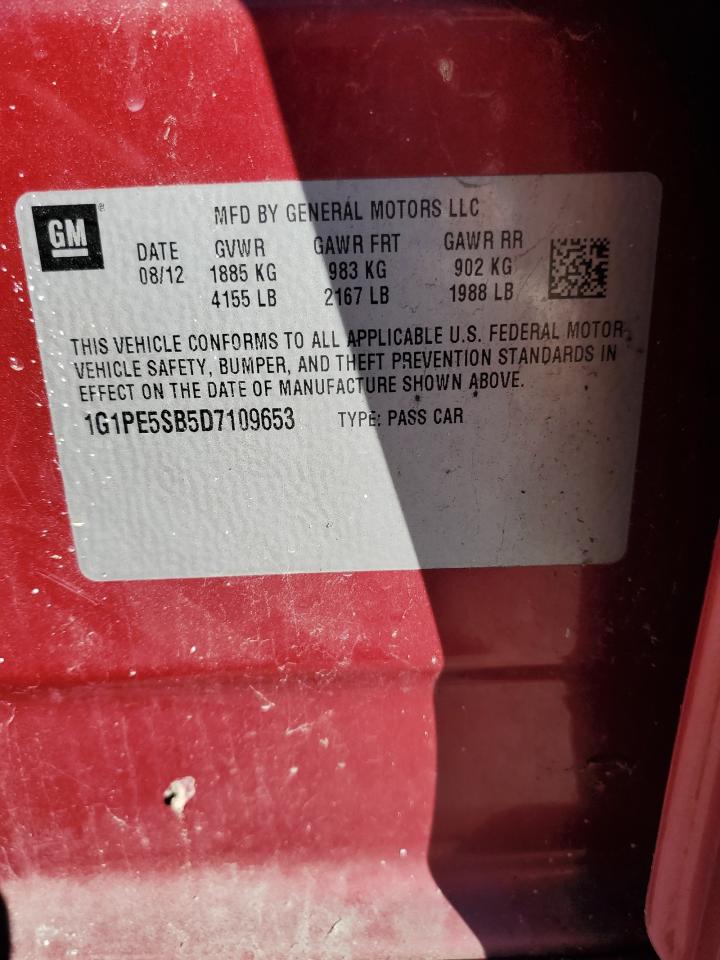 GM®
MFD BY GENERAL MOTORS LLC
DATE GVWR GAWR FRT GAWR RR
08/12 1885 KG 983 KG 902 KG
4155 LB 2167 LB 1988 LB
THIS VEHICLE CONFORMS TO ALL APPLICABLE U.S. FEDERAL MOTOR
VEHICLE SAFETY, BUMPER, AND THEFT PREVENTION STANDARDS IN
EFFECT ON THE DATE OF MANUFACTURE SHOWN ABOVE.
1G1PE5SB5D7109653 TYPE: PASS CAR